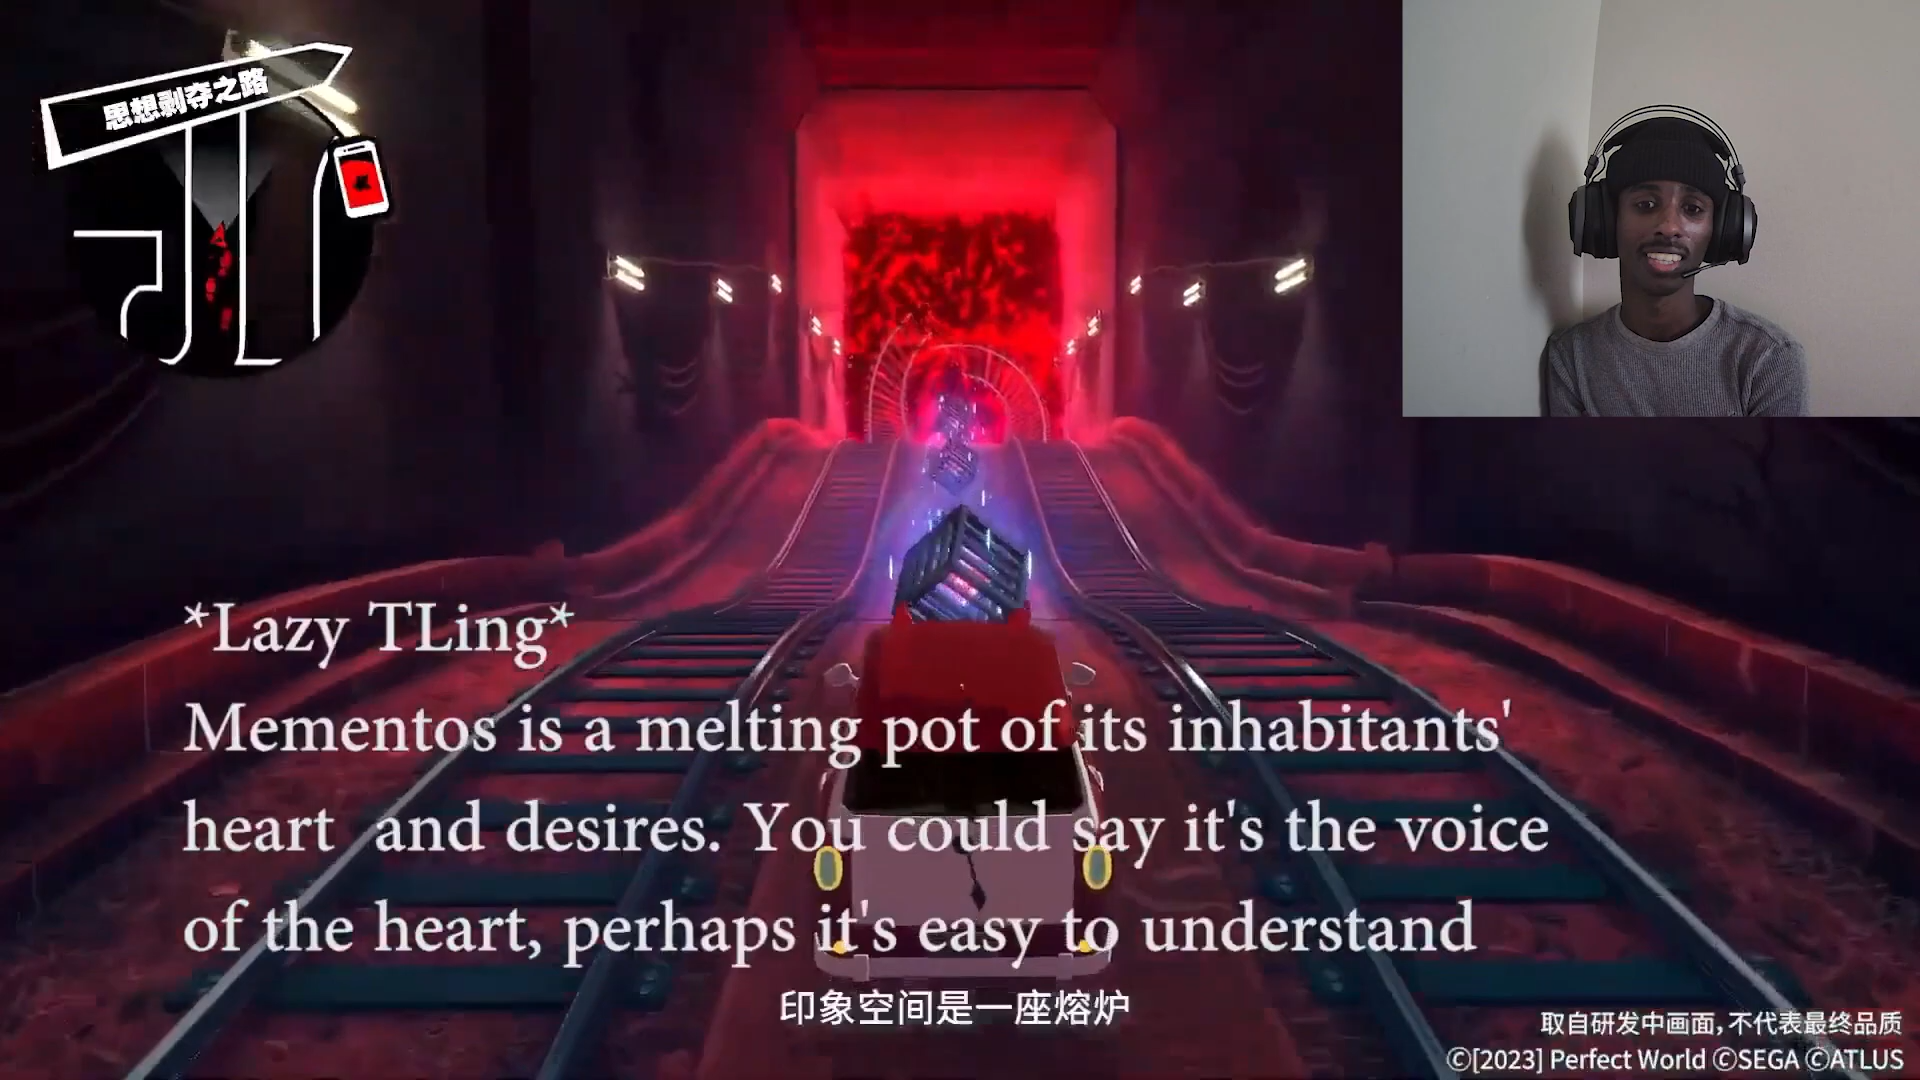 思想剥夺之路
*Lazy TLing*
Mementos is a melting pot of its inhabitants'
heart  and desires. You could say it's the voice
of the heart, perhaps it's easy to understand
印象空间是一座熔炉
取自研发中画面,不代表最终品质
©[2023] Perfect World ©SEGA ©ATLUS